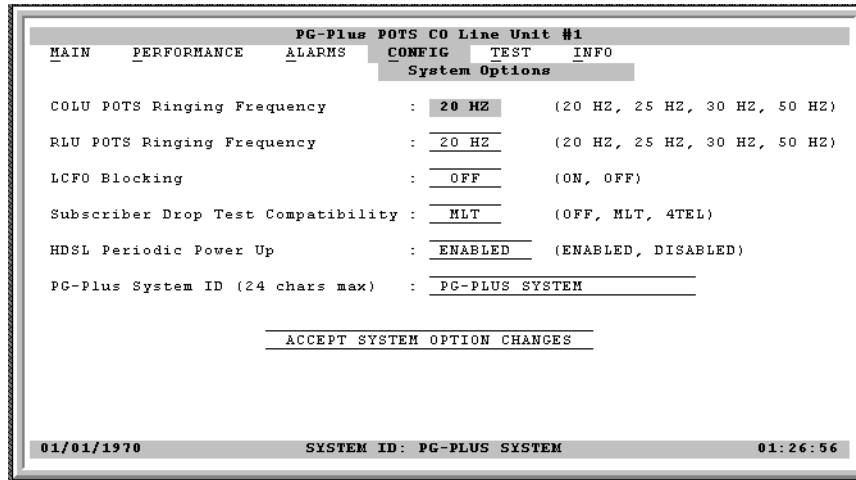 PG-Plus POTS CO Line Unit #1
MAIN PERFORMANCE ALARMS CONFIG TEST INFO
System Options
COLU POTS Ringing Frequency : 20 HZ (20 HZ, 25 HZ, 30 HZ, 50 HZ)
RLU POTS Ringing Frequency : 20 HZ (20 HZ, 25 HZ, 30 HZ, 50 HZ)
LCFO Blocking : OFF (ON, OFF)
Subscriber Drop Test Compatibility : MLT (OFF, MLT, 4TEL)
HDSL Periodic Power Up : ENABLED (ENABLED, DISABLED)
PG-Plus System ID (24 chars max) : PG-PLUS SYSTEM
ACCEPT SYSTEM OPTION CHANGES
01/01/1970 SYSTEM ID: PG-PLUS SYSTEM 01:26:56